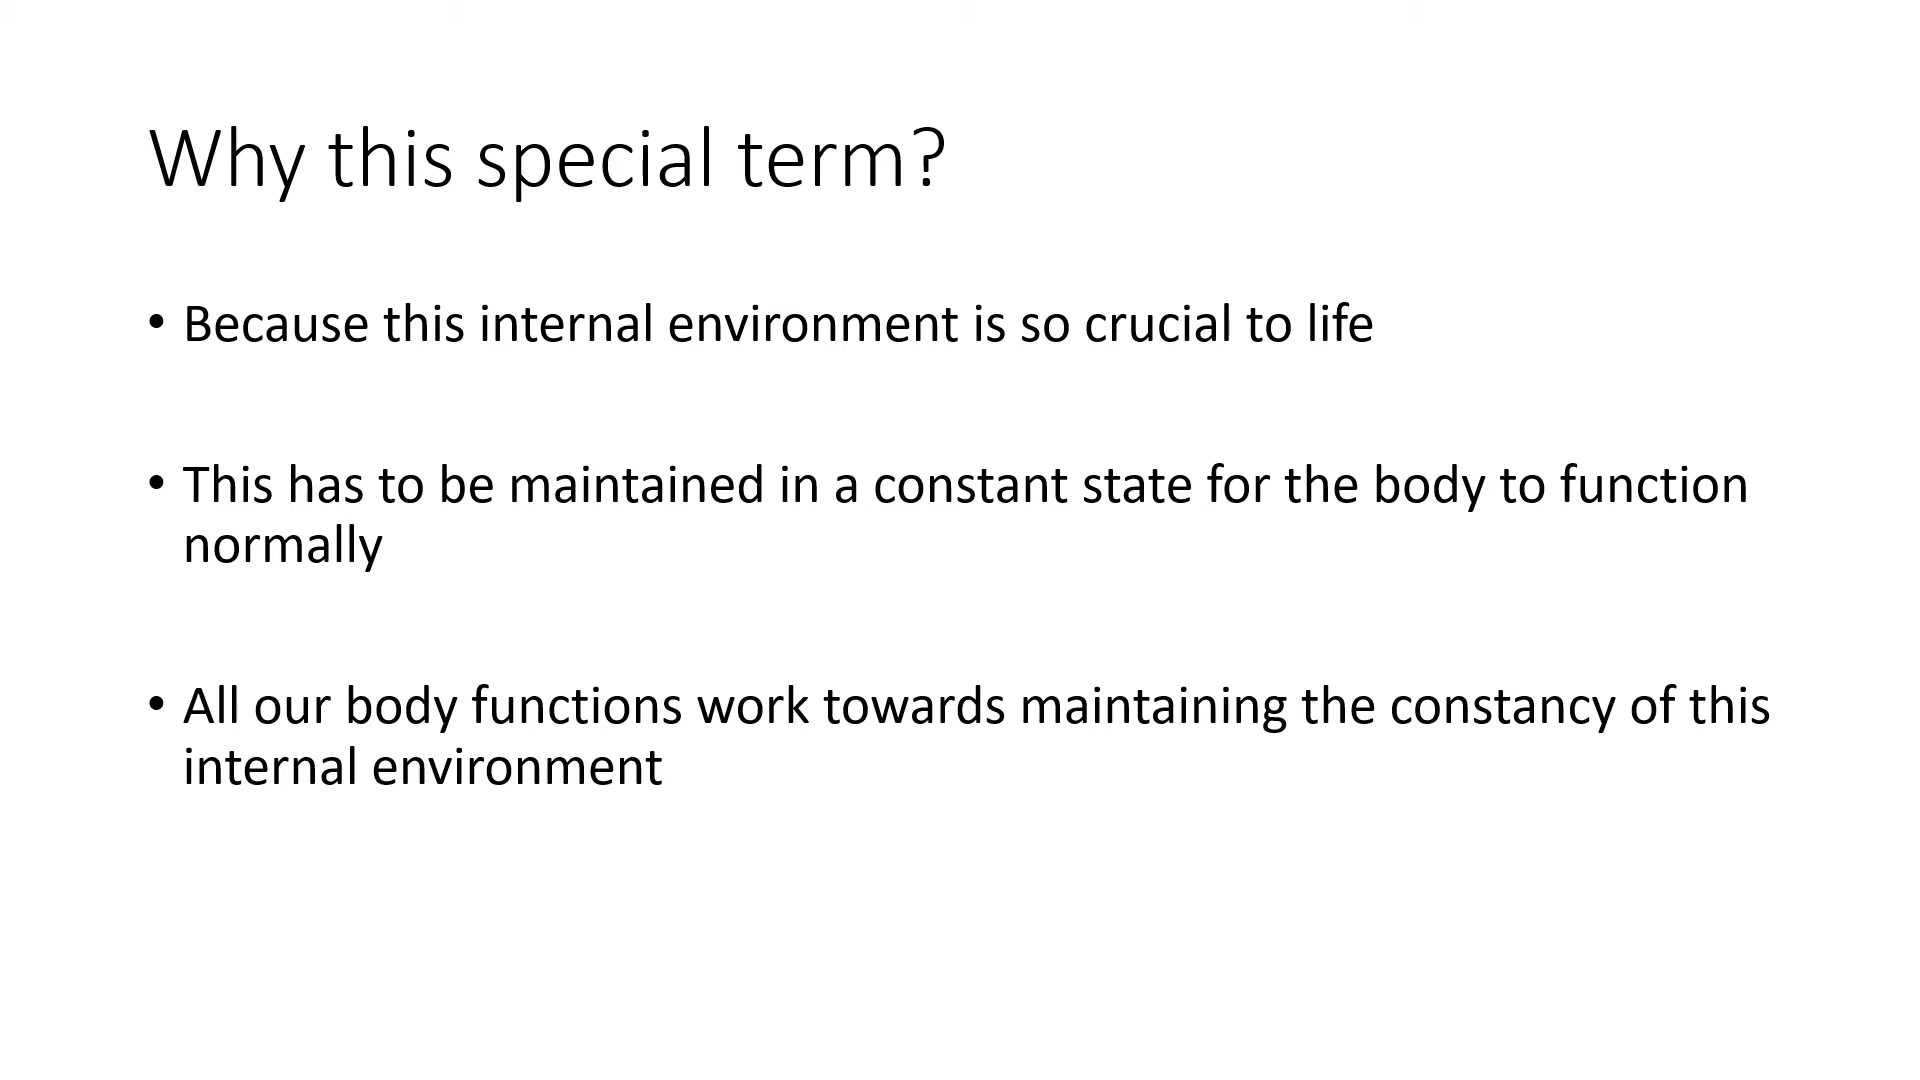 Why this special term?
• Because this internal environment is so crucial to life
• This has to be maintained in a constant state for the body to function
normally
• All our body functions work towards maintaining the constancy of this
internal environment